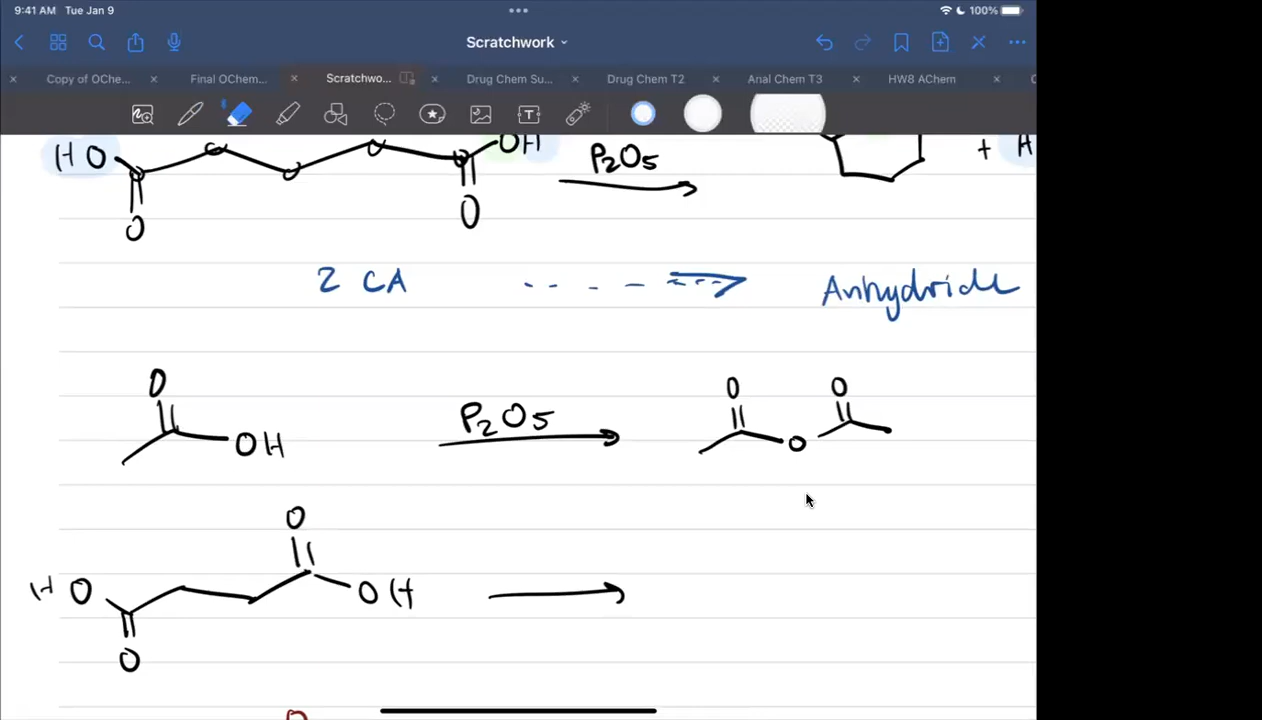 9:41 AM Tue Jan 9
100%
Scratchwork
Copy of OChe...
Final OChem...
Scratchwo...
Drug Chem Su...
Drug Chem T2
Anal Chem T3
HW8 AChem
HO
OH
P₂O₅
+
O
O
2 CA
Anhydride
O
OH
P₂O₅
O
O
O
O
HO
OH
O